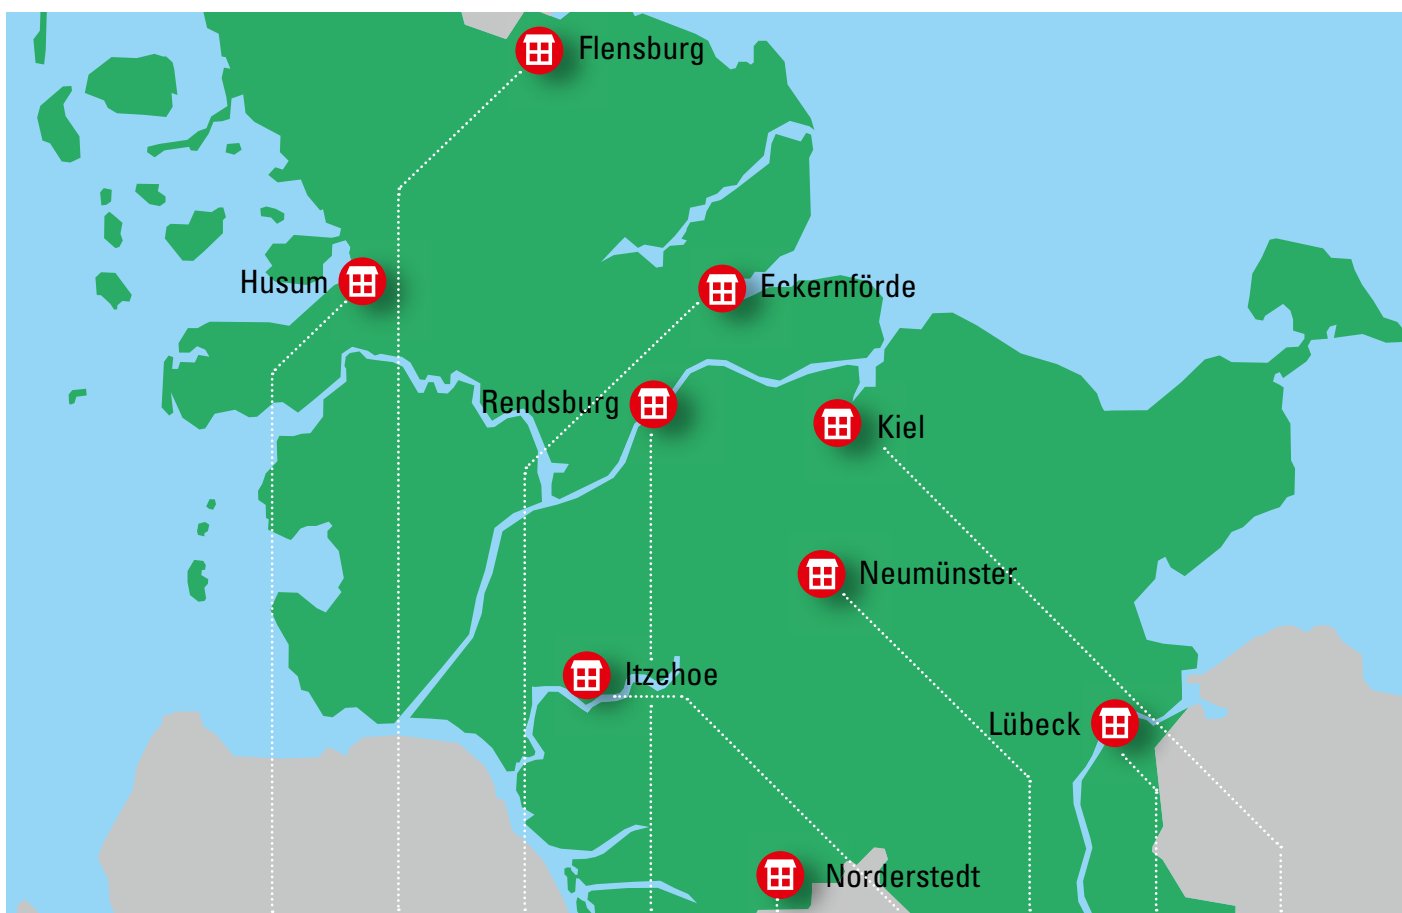 Flensburg
Husum
Eckernförde
Rendsburg
Kiel
Neumünster
Itzehoe
Lübeck
Norderstedt